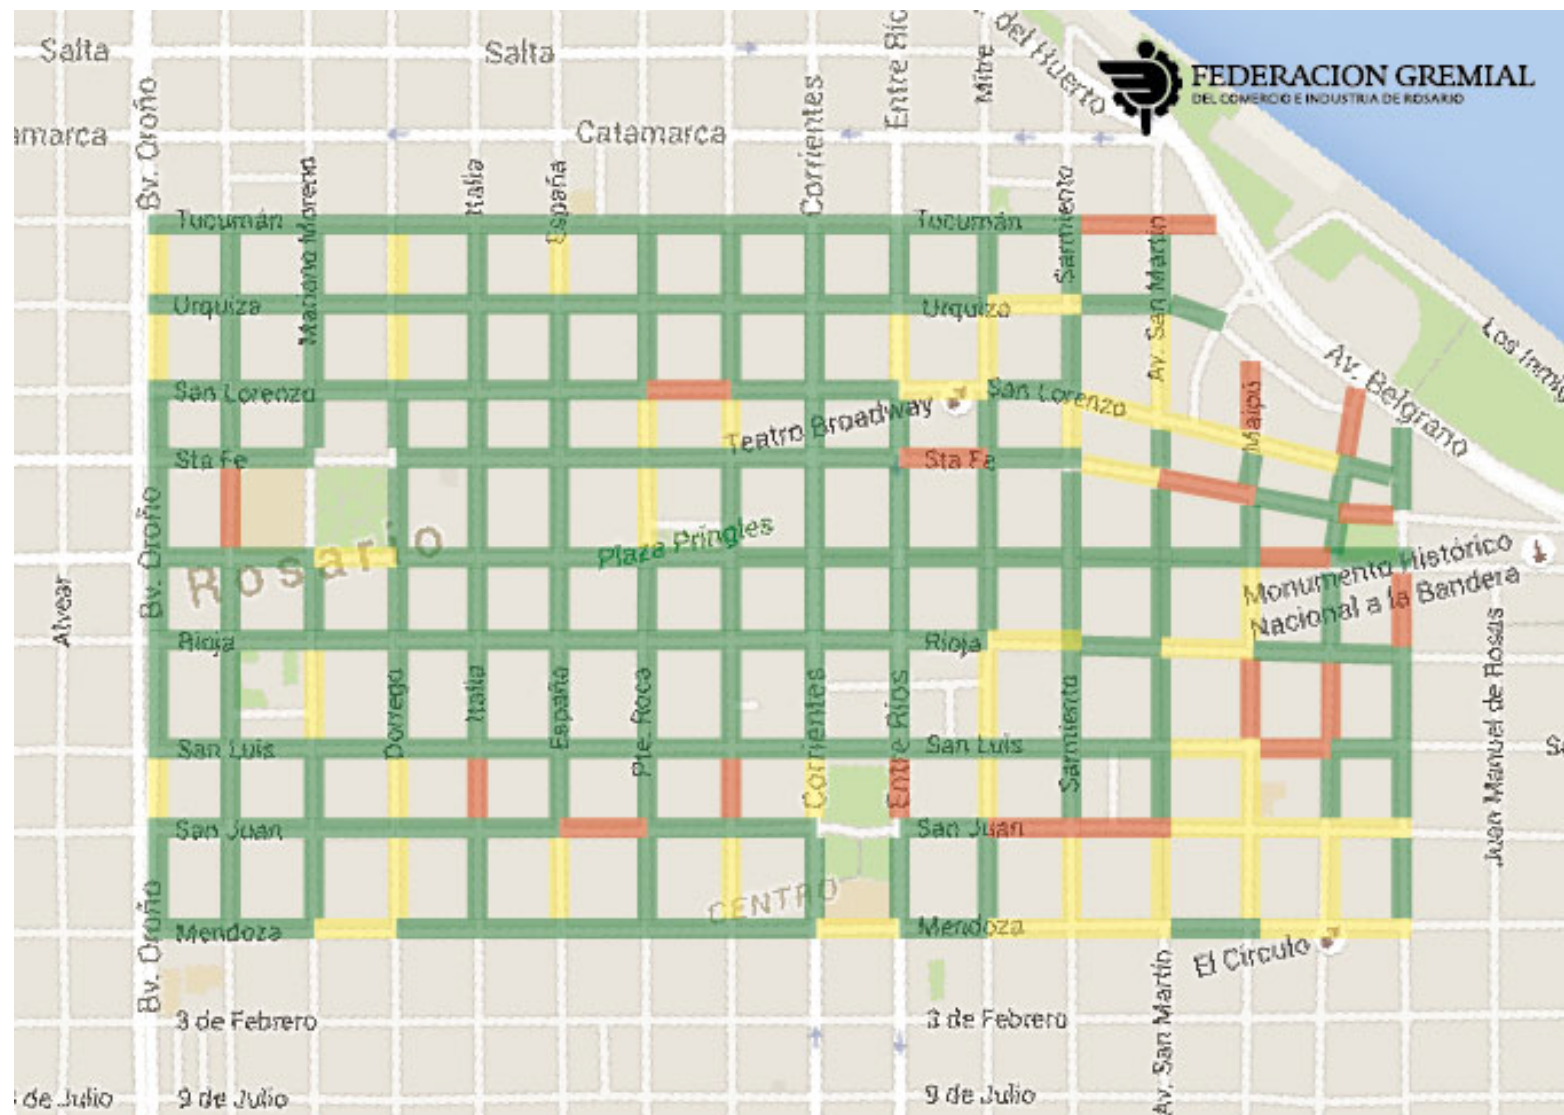 Salta
Salta
Entre Río
Mitre
del Huerto
FEDERACION GREMIAL
DEL COMERCIO E INDUSTRIA DE ROSARIO
amarca
Catamarca
Bv. Oroño
Mariano Moreno
Italia
España
Corrientes
Sarmiento
Av. San Martín
Tucumán
Tucumán
Urquiza
Urquiza
Los Inmig
San Lorenzo
San Lorenzo
Teatro Broadway
Maipú
Av. Belgrano
Sta Fe
Sta Fe
Bv. Oroño
Rosario
Plaza Pringles
Monumento Histórico
Nacional a la Bandera
Alvear
Rioja
Rioja
Dorrego
Italia
España
Pte. Roca
Corrientes
Entre Ríos
Sarmiento
Juan Manuel de Rosas
San Luis
San Luis
Sa
San Juan
San Juan
CENTRO
Bv. Oroño
Mendoza
Mendoza
El Círculo
Av. San Martín
3 de Febrero
3 de Febrero
de Julio
9 de Julio
9 de Julio